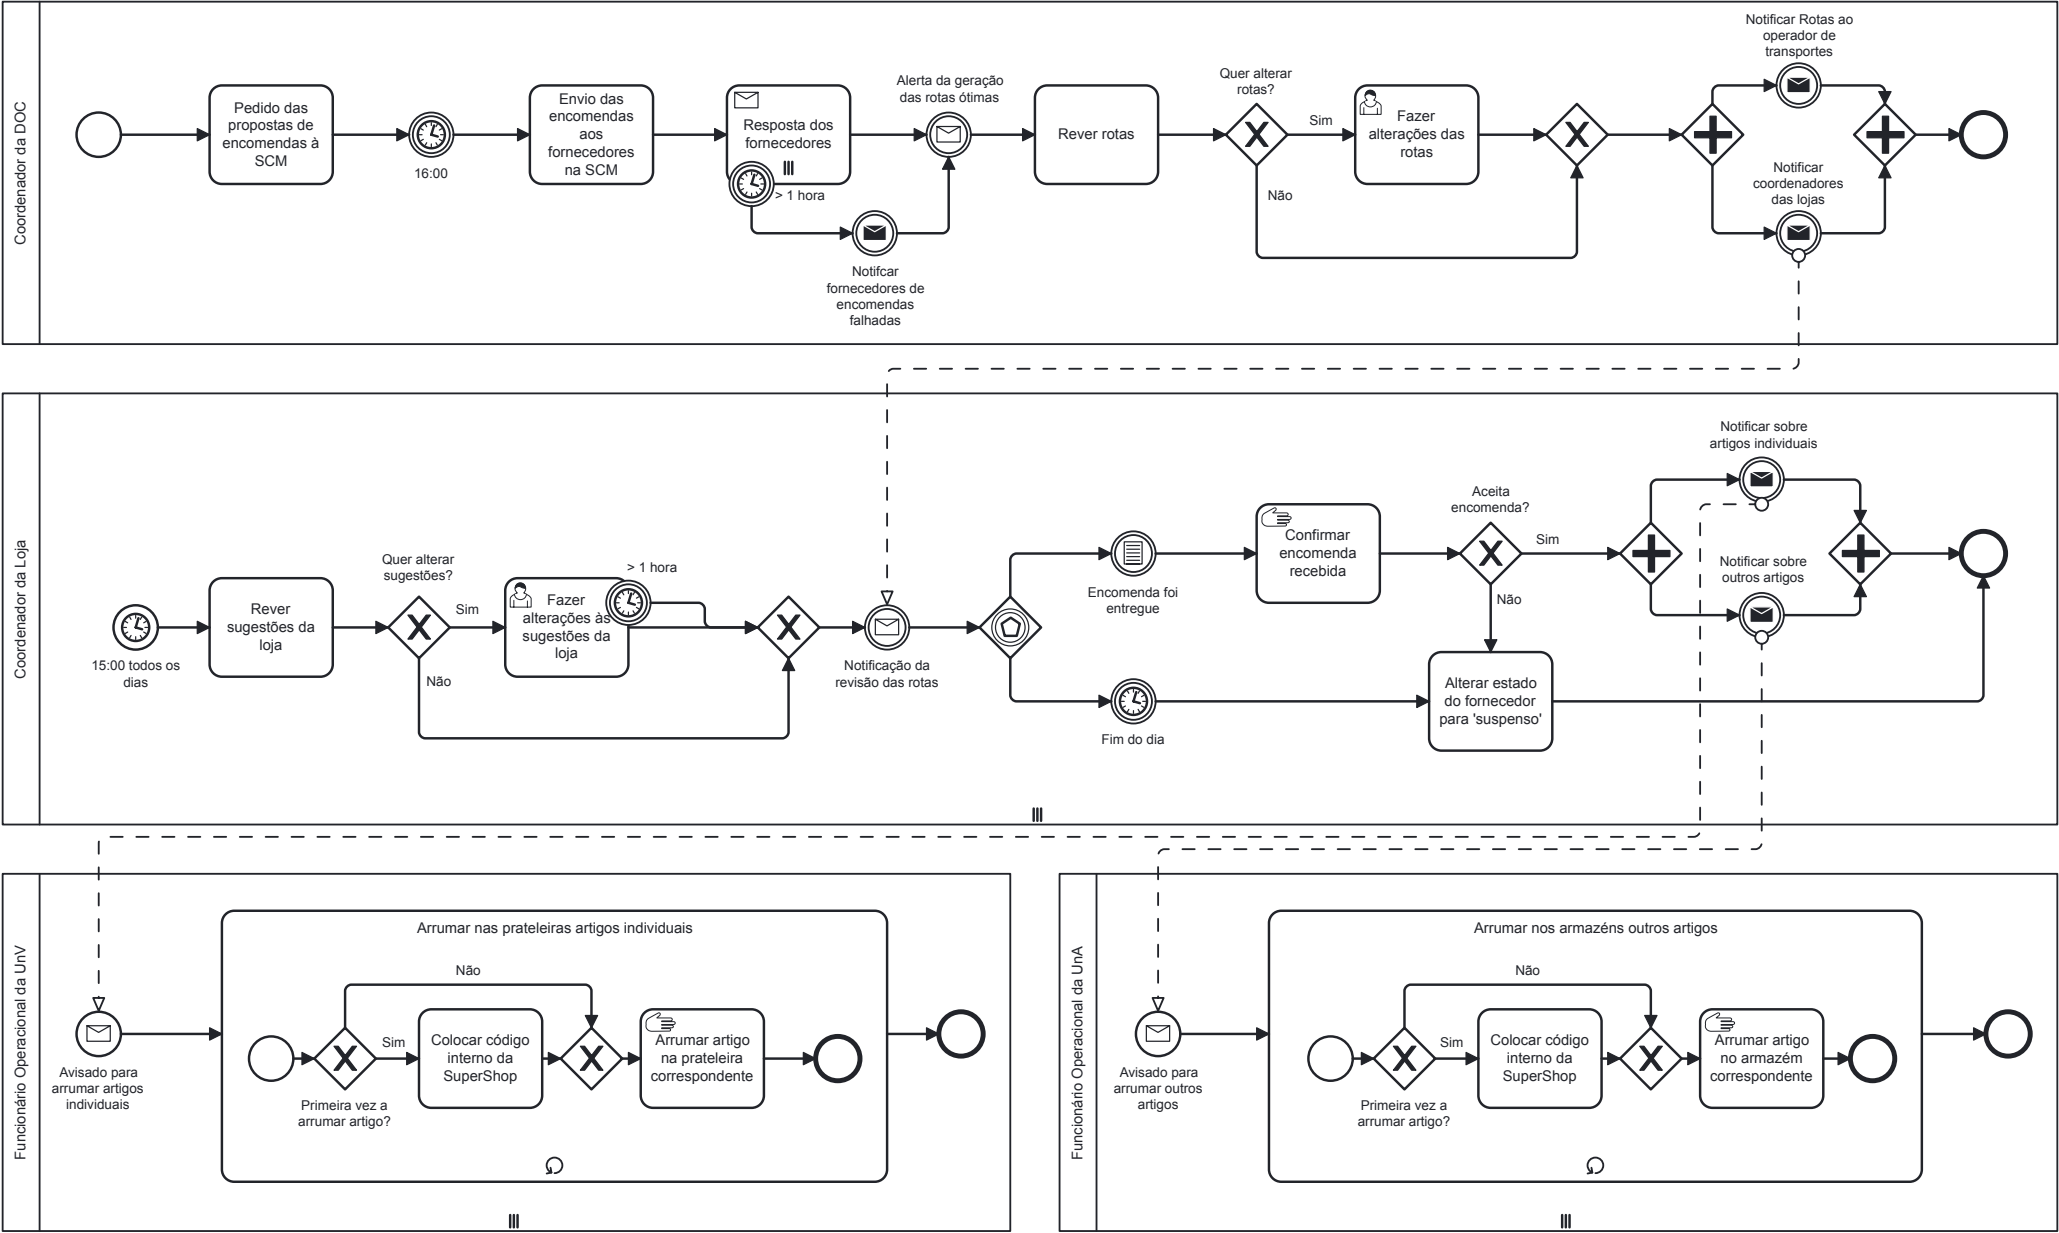 Coordenador da DOC
Pedido das
propostas de
encomendas à
SCM
16:00
Envio das
encomendas
aos
fornecedores
na SCM
Resposta dos
fornecedores
> 1 hora
Notifcar
fornecedores de
encomendas
falhadas
Alerta da geração
das rotas ótimas
Rever rotas
Quer alterar
rotas?
Sim
Não
Fazer
alterações das
rotas
Notificar Rotas ao
operador de
transportes
Notificar
coordenadores
das lojas
Coordenador da Loja
15:00 todos os
dias
Rever
sugestões da
loja
Quer alterar
sugestões?
Sim
Não
Fazer
alterações às
sugestões da
loja
> 1 hora
Notificação da
revisão das rotas
Encomenda foi
entregue
Fim do dia
Confirmar
encomenda
recebida
Aceita
encomenda?
Sim
Não
Alterar estado
do fornecedor
para 'suspenso'
Notificar sobre
artigos individuais
Notificar sobre
outros artigos
Funcionário Operacional da UnV
Avisado para
arrumar artigos
individuais
Arrumar nas prateleiras artigos individuais
Não
Sim
Primeira vez a
arrumar artigo?
Colocar código
interno da
SuperShop
Arrumar artigo
na prateleira
correspondente
Funcionário Operacional da UnA
Avisado para
arrumar outros
artigos
Arrumar nos armazéns outros artigos
Não
Sim
Primeira vez a
arrumar artigo?
Colocar código
interno da
SuperShop
Arrumar artigo
no armazém
correspondente